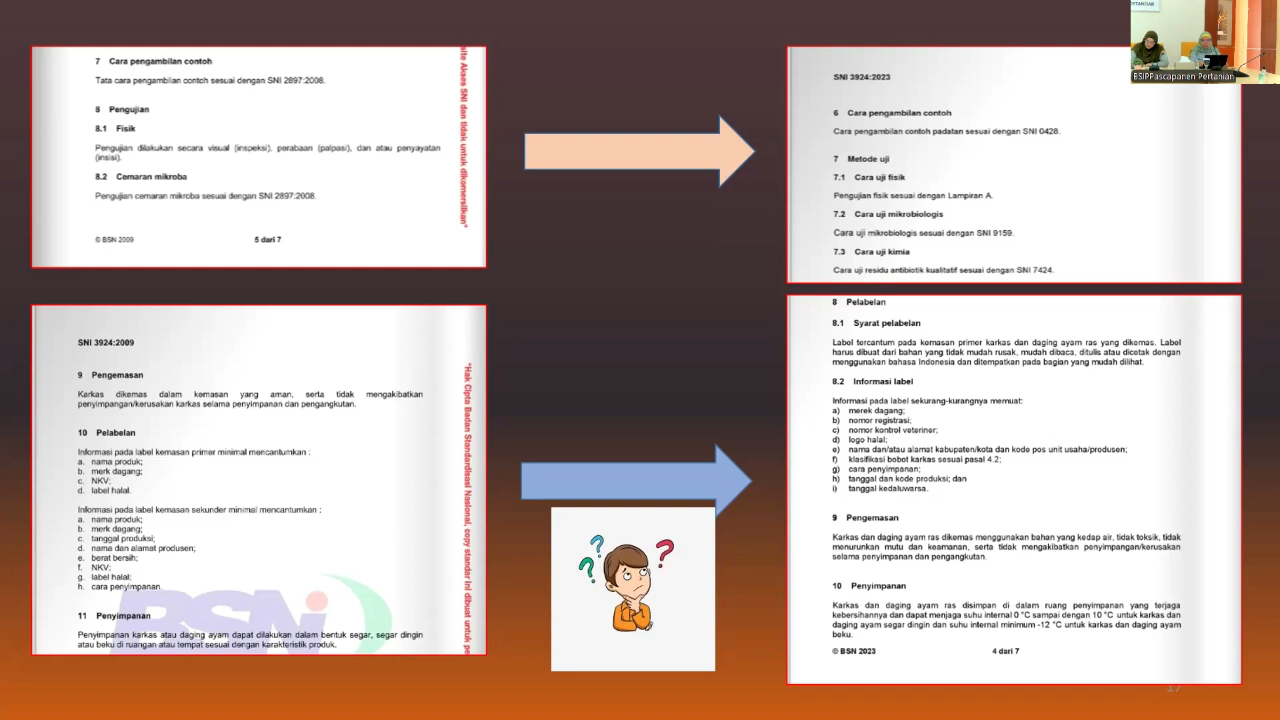 7 Cara pengambilan contoh
Tata cara pengambilan contoh sesuai dengan SNI 2897:2008.
8 Pengujian
8.1 Fisik
Pengujian dilakukan secara visual (inspeksi), perabaan (palpasi), dan atau penyayatan
(insisi).
8.2 Cemaran mikroba
Pengujian cemaran mikroba sesuai dengan SNI 2897:2008.
© BSN 2009 5 dari 7
Akses SNI dan tidak untuk dikomersilkan"
SNI 3924:2009
9 Pengemasan
Karkas dikemas dalam kemasan yang aman, serta tidak mengakibatkan
penyimpangan/kerusakan karkas selama penyimpanan dan pengangkutan.
10 Pelabelan
Informasi pada label kemasan primer minimal mencantumkan :
a. nama produk;
b. merk dagang;
c. NKV;
d. label halal.
Informasi pada label kemasan sekunder minimal mencantumkan :
a. nama produk;
b. merk dagang;
c. tanggal produksi;
d. nama dan alamat produsen;
e. berat bersih;
f. NKV;
g. label halal;
h. cara penyimpanan.
11 Penyimpanan
Penyimpanan karkas atau daging ayam dapat dilakukan dalam bentuk segar, segar dingin
atau beku di ruangan atau tempat sesuai dengan karakteristik produk.
BSN
"Hak Cipta Badan Standardisasi Nasional, copy standar ini dibuat untuk pe
SNI 3924:2023
6 Cara pengambilan contoh
Cara pengambilan contoh padatan sesuai dengan SNI 0428.
7 Metode uji
7.1 Cara uji fisik
Pengujian fisik sesuai dengan Lampiran A.
7.2 Cara uji mikrobiologis
Cara uji mikrobiologis sesuai dengan SNI 9159.
7.3 Cara uji kimia
Cara uji residu antibiotik kualitatif sesuai dengan SNI 7424.
8 Pelabelan
8.1 Syarat pelabelan
Label tercantum pada kemasan primer karkas dan daging ayam ras yang dikemas. Label
harus dibuat dari bahan yang tidak mudah rusak, mudah dibaca, ditulis atau dicetak dengan
menggunakan bahasa Indonesia dan ditempatkan pada bagian yang mudah dilihat.
8.2 Informasi label
Informasi pada label sekurang-kurangnya memuat:
a) merek dagang;
b) nomor registrasi;
c) nomor kontrol veteriner;
d) logo halal;
e) nama dan/atau alamat kabupaten/kota dan kode pos unit usaha/produsen;
f) klasifikasi bobot karkas sesuai pasal 4.2;
g) cara penyimpanan;
h) tanggal dan kode produksi; dan
i) tanggal kedaluwarsa.
9 Pengemasan
Karkas dan daging ayam ras dikemas menggunakan bahan yang kedap air, tidak toksik, tidak
menurunkan mutu dan keamanan, serta tidak mengakibatkan penyimpangan/kerusakan
selama penyimpanan dan pengangkutan.
10 Penyimpanan
Karkas dan daging ayam ras disimpan di dalam ruang penyimpanan yang terjaga
kebersihannya dan dapat menjaga suhu internal 0 °C sampai dengan 10 °C untuk karkas dan
daging ayam segar dingin dan suhu internal minimum -12 °C untuk karkas dan daging ayam
beku.
© BSN 2023 4 dari 7
BSIPPascapanen Pertanian
17